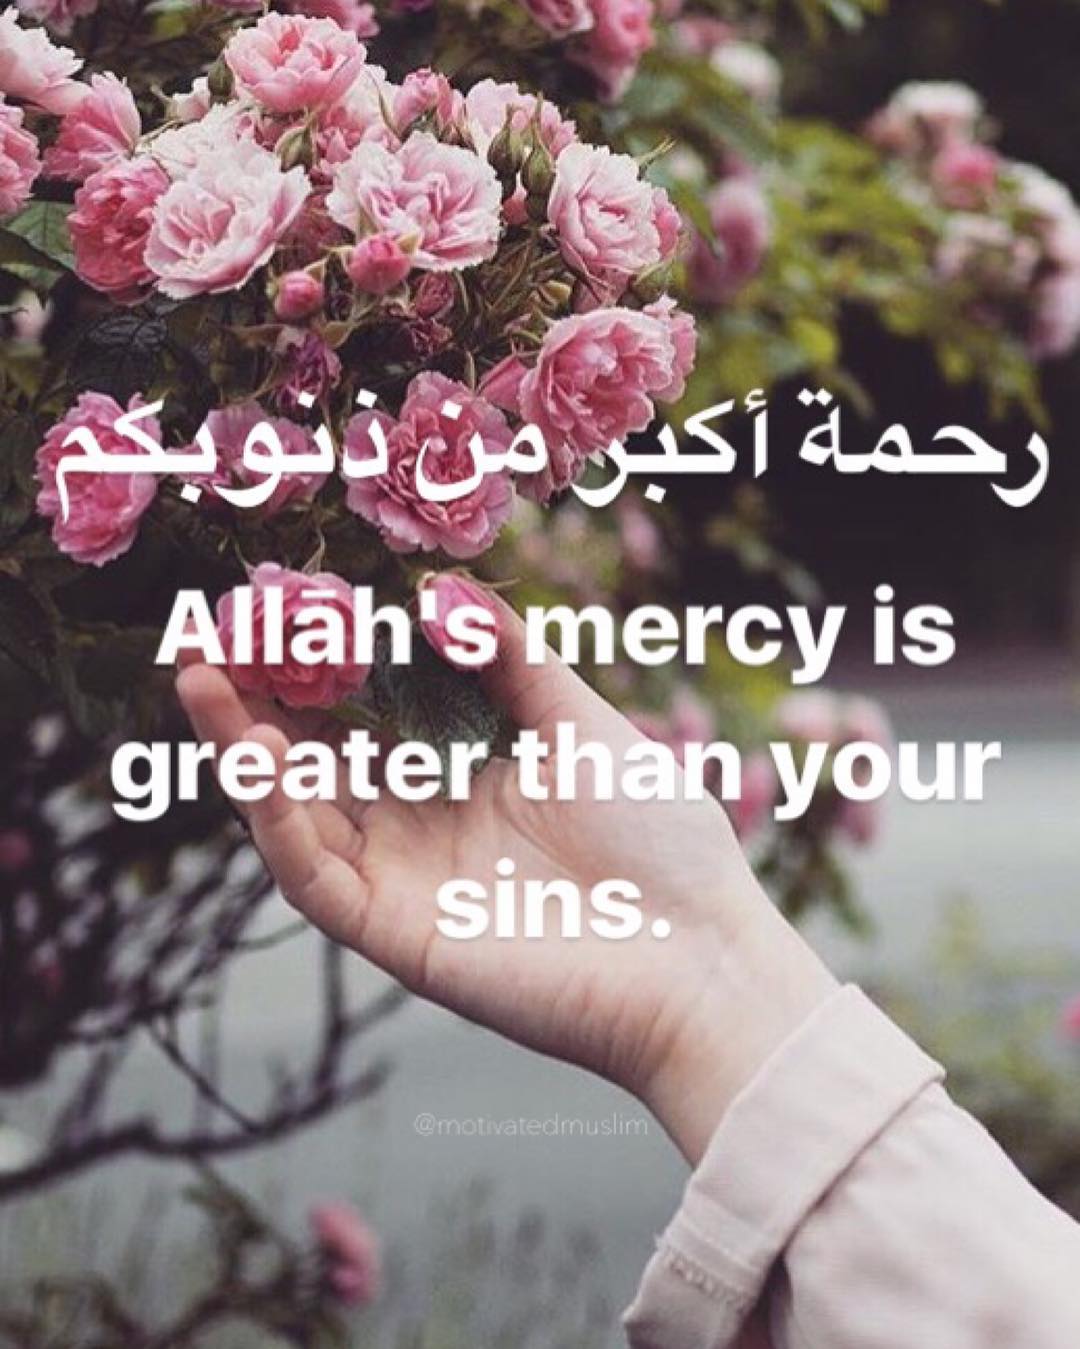 رحمة أكبر من ذنوبكم
Allāh's mercy is
greater than your
sins.
@motivatedmuslim